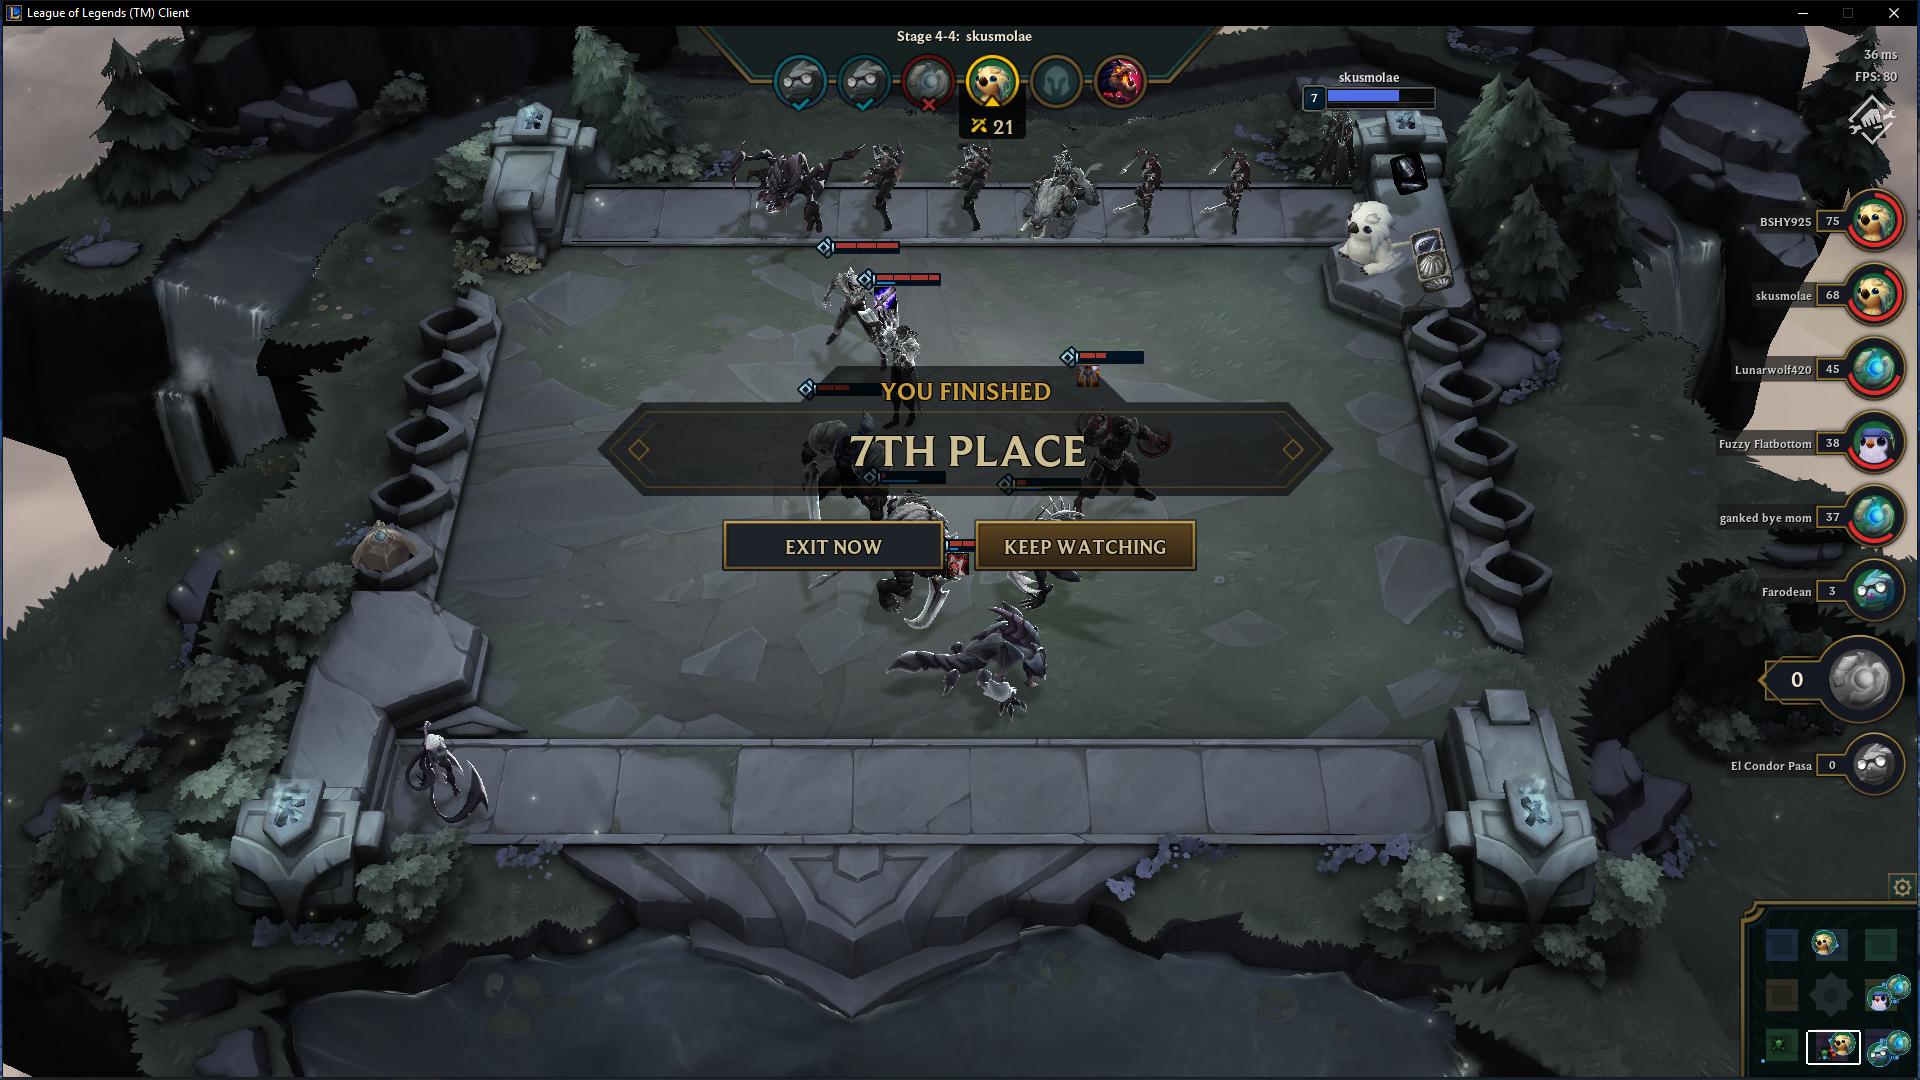 League of Legends (TM) Client
Stage 4-4: skusmolae
36 ms
FPS: 80
skusmolae
7
21
BSHY925 75
skusmolae 68
Lunarwolf420 45
YOU FINISHED
7TH PLACE
Fuzzy Flatbottom 38
ganked bye mom 37
EXIT NOW
KEEP WATCHING
Farodean 3
0
El Condor Pasa 0